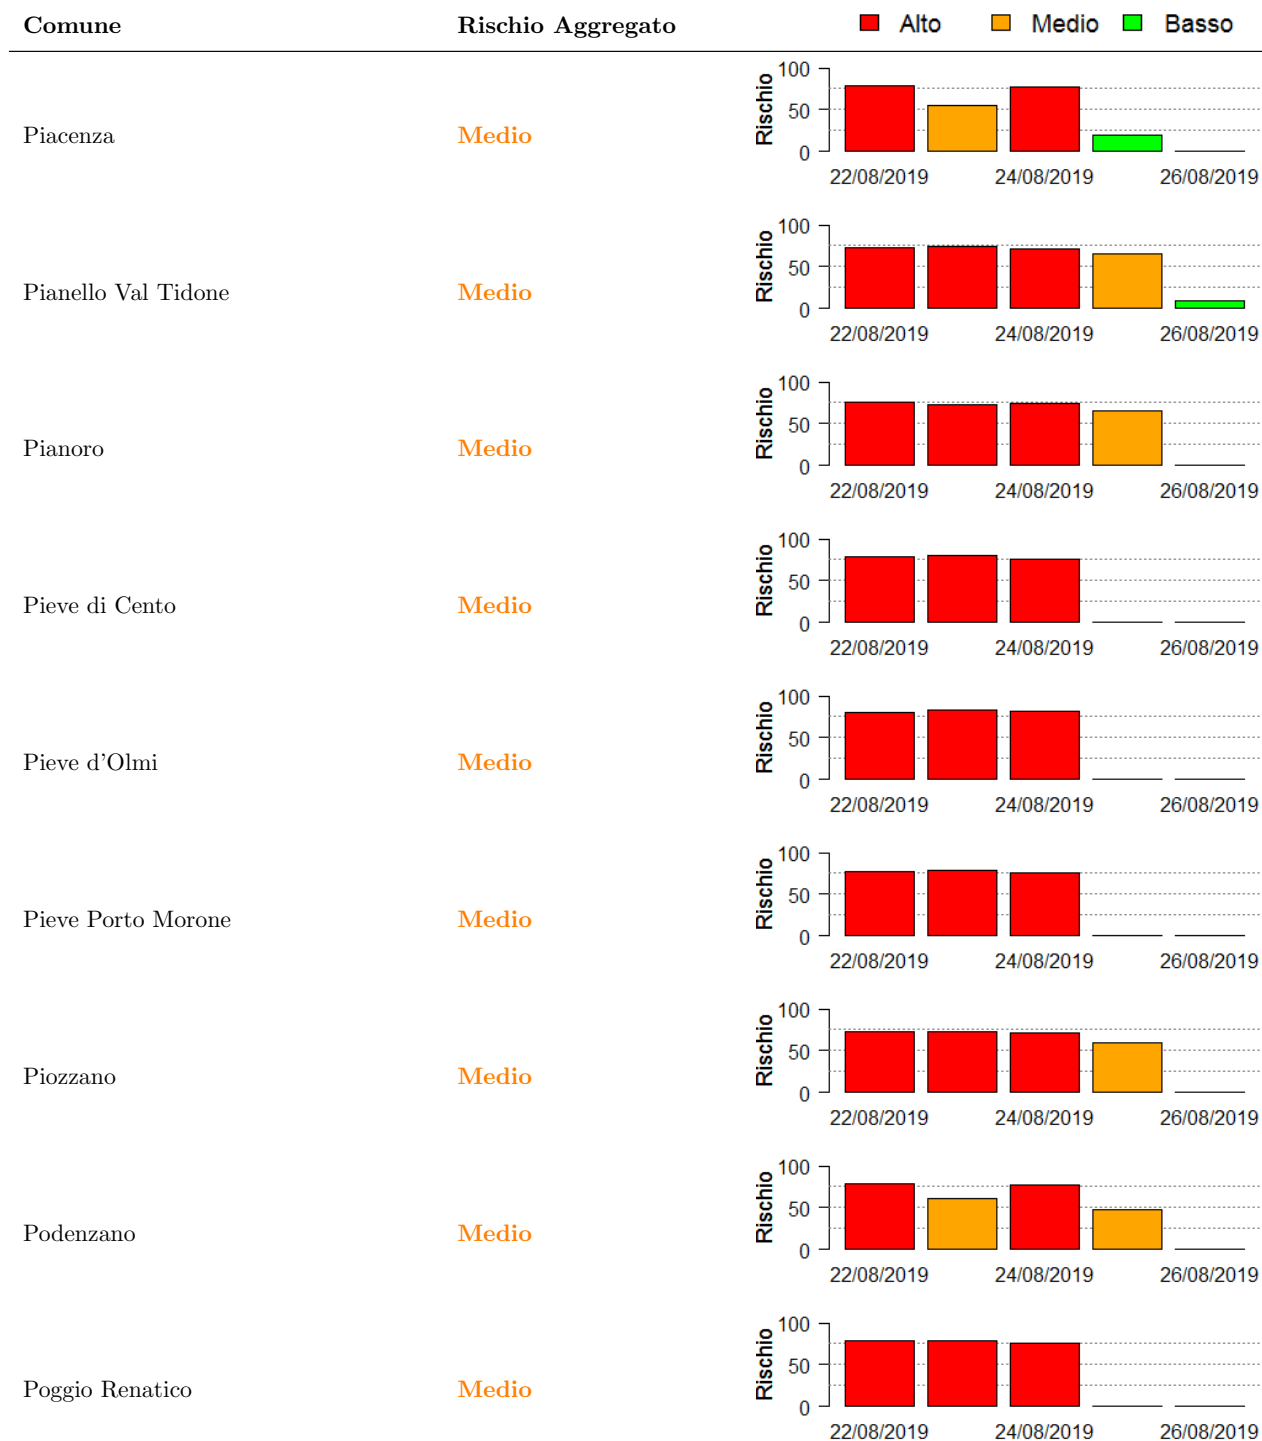 Comune Rischio Aggregato Alto Medio Basso
100
50
0
Rischio
Piacenza Medio
22/08/2019 24/08/2019 26/08/2019
100
50
0
Rischio
Pianello Val Tidone Medio
22/08/2019 24/08/2019 26/08/2019
100
50
0
Rischio
Pianoro Medio
22/08/2019 24/08/2019 26/08/2019
100
50
0
Rischio
Pieve di Cento Medio
22/08/2019 24/08/2019 26/08/2019
100
50
0
Rischio
Pieve d'Olmi Medio
22/08/2019 24/08/2019 26/08/2019
100
50
0
Rischio
Pieve Porto Morone Medio
22/08/2019 24/08/2019 26/08/2019
100
50
0
Rischio
Piozzano Medio
22/08/2019 24/08/2019 26/08/2019
100
50
0
Rischio
Podenzano Medio
22/08/2019 24/08/2019 26/08/2019
100
50
0
Rischio
Poggio Renatico Medio
22/08/2019 24/08/2019 26/08/2019